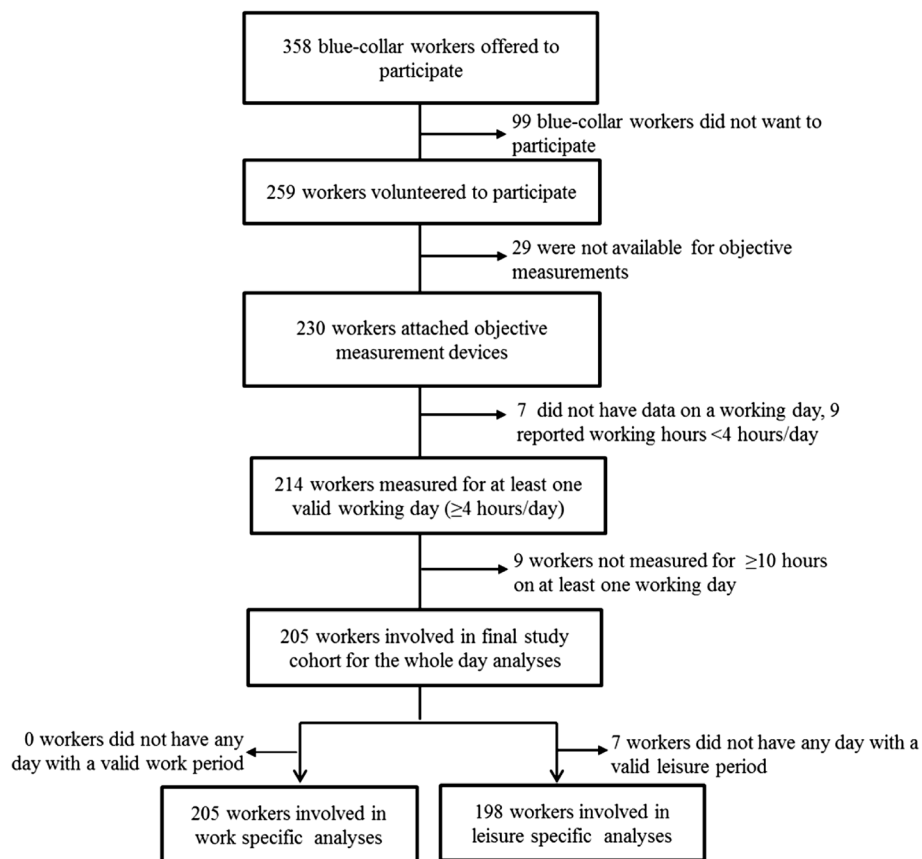 358 blue-collar workers offered to
participate
99 blue-collar workers did not want to
participate
259 workers volunteered to participate
29 were not available for objective
measurements
230 workers attached objective
measurement devices
7 did not have data on a working day, 9
reported working hours <4 hours/day
214 workers measured for at least one
valid working day (≥4 hours/day)
9 workers not measured for ≥10 hours
on at least one working day
205 workers involved in final study
cohort for the whole day analyses
0 workers did not have any
day with a valid work period
7 workers did not have any day with a
valid leisure period
205 workers involved in
work specific analyses
198 workers involved in
leisure specific analyses